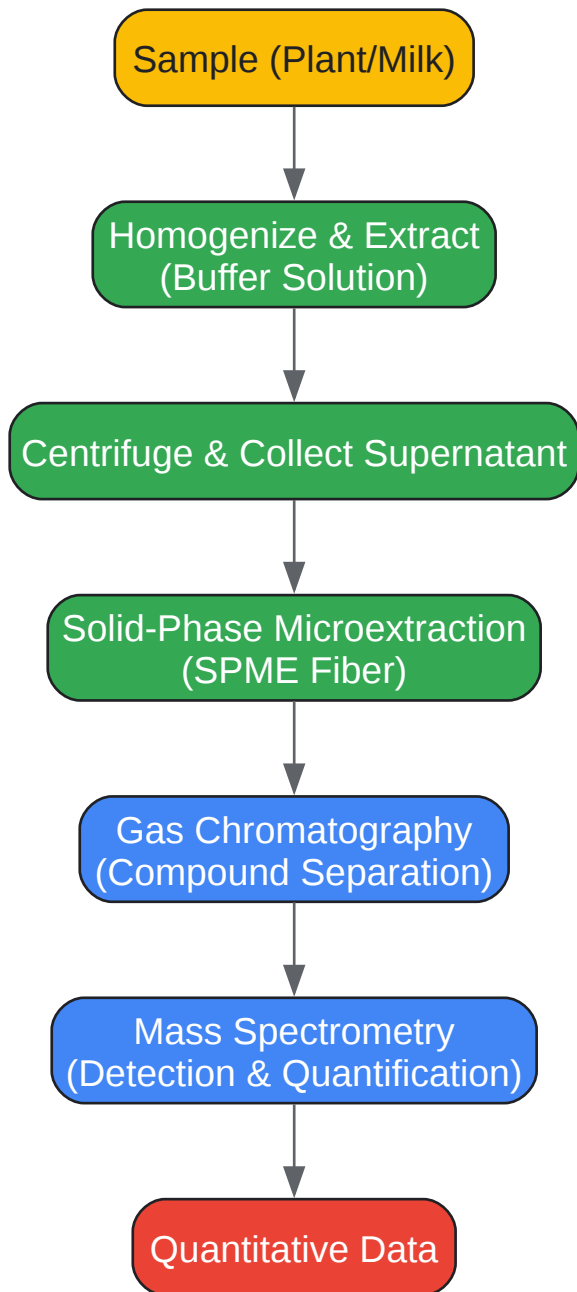 Sample (Plant/Milk)
Homogenize & Extract
(Buffer Solution)
Centrifuge & Collect Supernatant
Solid-Phase Microextraction
(SPME Fiber)
Gas Chromatography
(Compound Separation)
Mass Spectrometry
(Detection & Quantification)
Quantitative Data